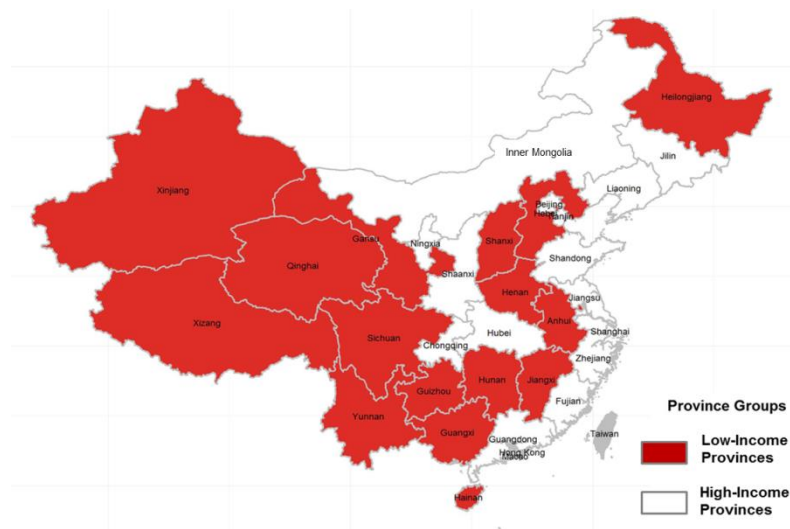 Heilongjiang
Jilin
Inner Mongolia
Liaoning
Xinjiang
Beijing
Hebei
Tianjin
Gansu
Ningxia
Shanxi
Shandong
Qinghai
Shaanxi
Henan
Jiangsu
Xizang
Anhui
Shanghai
Sichuan
Hubei
Chongqing
Zhejiang
Hunan
Jiangxi
Guizhou
Fujian
Yunnan
Guangxi
Guangdong
Taiwan
Hong Kong
Macao
Hainan
Province Groups
Low-Income
Provinces
High-Income
Provinces